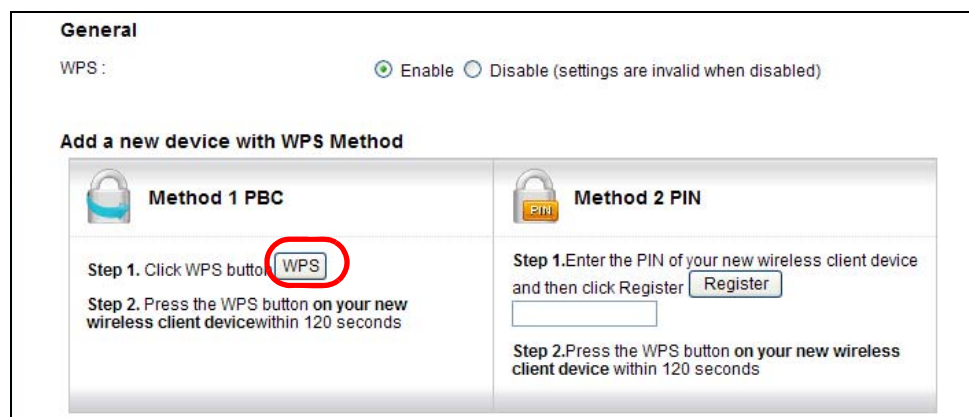 General
WPS :
Enable Disable (settings are invalid when disabled)
Add a new device with WPS Method
Method 1 PBC
Step 1. Click WPS button WPS
Step 2. Press the WPS button on your new
wireless client devicewithin 120 seconds
PIN
Method 2 PIN
Step 1.Enter the PIN of your new wireless client device
and then click Register Register
Step 2.Press the WPS button on your new wireless
client device within 120 seconds